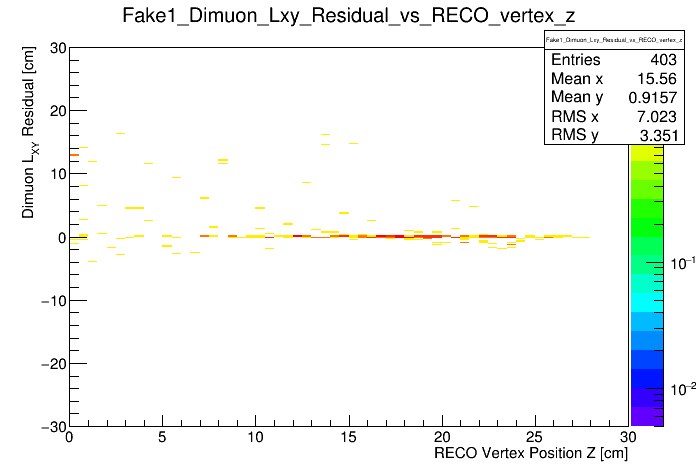 Fake1_Dimuon_Lxy_Residual_vs_RECO_vertex_z
Fake1_Dimuon_Lxy_Residual_vs_RECO_vertex_z
Entries 403
Mean x 15.56
Mean y 0.9157
RMS x 7.023
RMS y 3.351
Dimuon L_XY Residual [cm]
30
20
10
0
−10
−20
−30
0 5 10 15 20 25 30
RECO Vertex Position Z [cm]
10^−1
10^−2